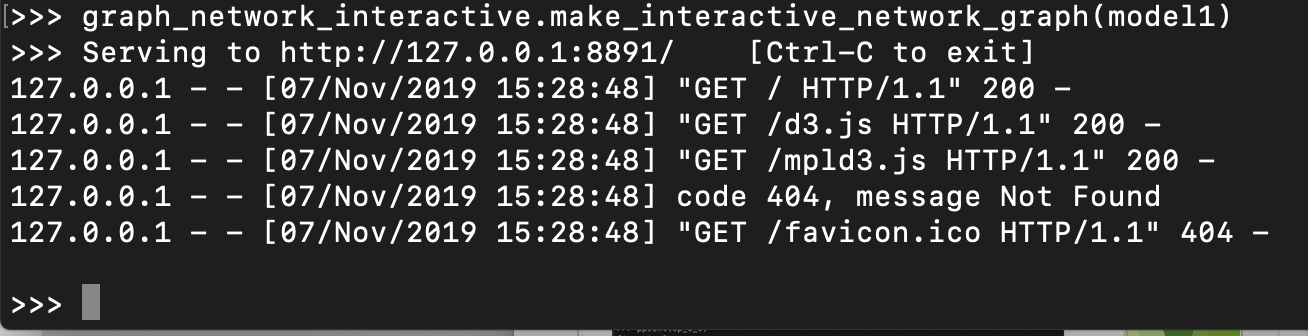 [>>> graph_network_interactive.make_interactive_network_graph(model1)
>>> Serving to http://127.0.0.1:8891/    [Ctrl-C to exit]
127.0.0.1 - - [07/Nov/2019 15:28:48] "GET / HTTP/1.1" 200 -
127.0.0.1 - - [07/Nov/2019 15:28:48] "GET /d3.js HTTP/1.1" 200 -
127.0.0.1 - - [07/Nov/2019 15:28:48] "GET /mpld3.js HTTP/1.1" 200 -
127.0.0.1 - - [07/Nov/2019 15:28:48] code 404, message Not Found
127.0.0.1 - - [07/Nov/2019 15:28:48] "GET /favicon.ico HTTP/1.1" 404 -
>>>